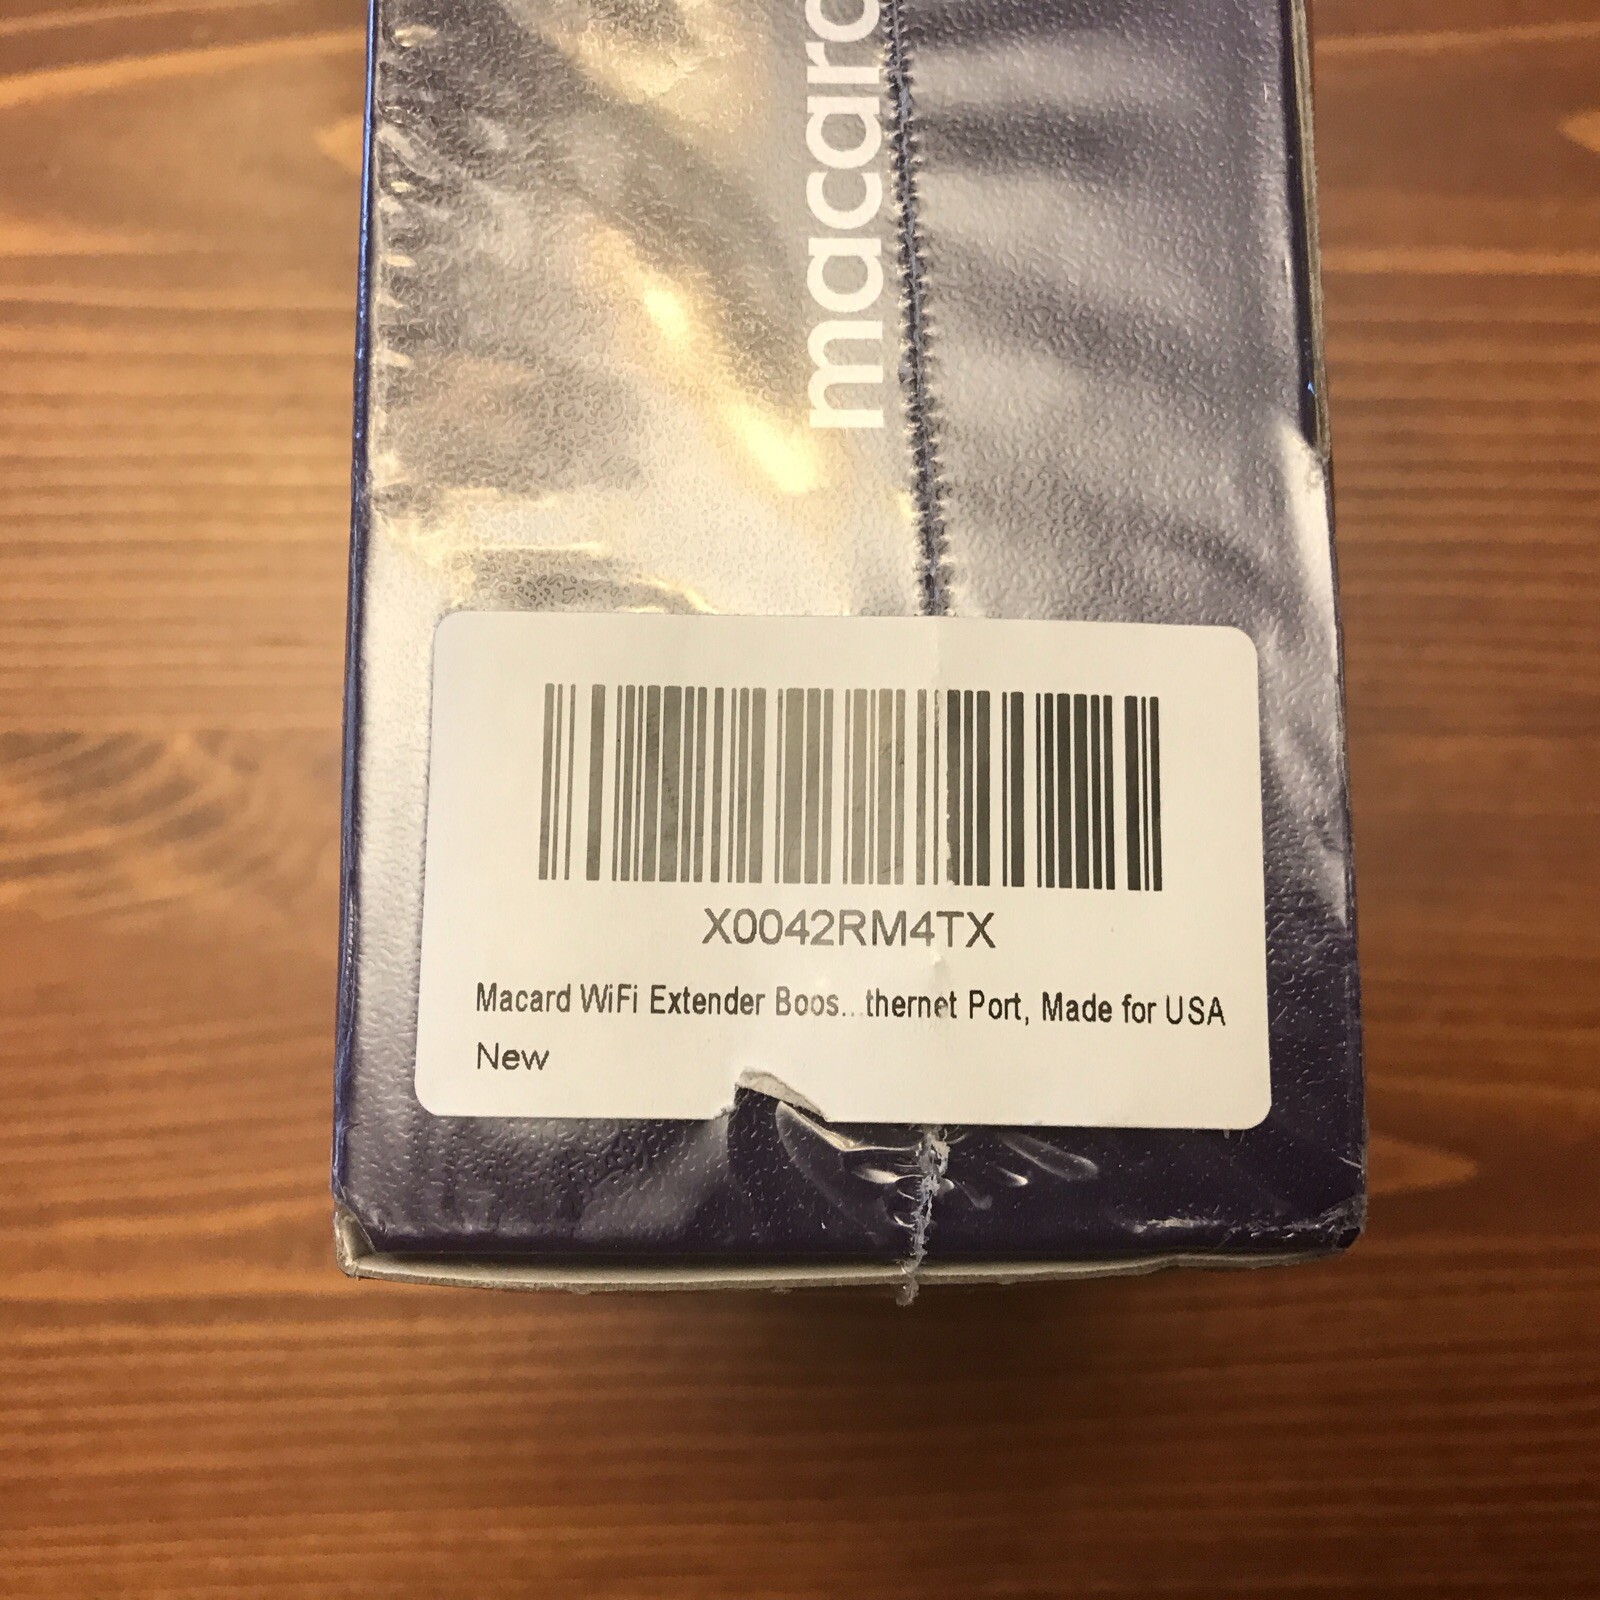 macard
X0042RM4TX
Macard WiFi Extender Boos...thernet Port, Made for USA
New